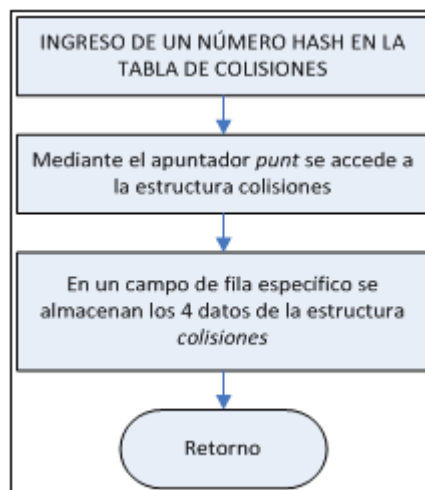 INGRESO DE UN NÚMERO HASH EN LA
TABLA DE COLISIONES
Mediante el apuntador punt se accede a
la estructura colisiones
En un campo de fila específico se
almacenan los 4 datos de la estructura
colisiones
Retorno